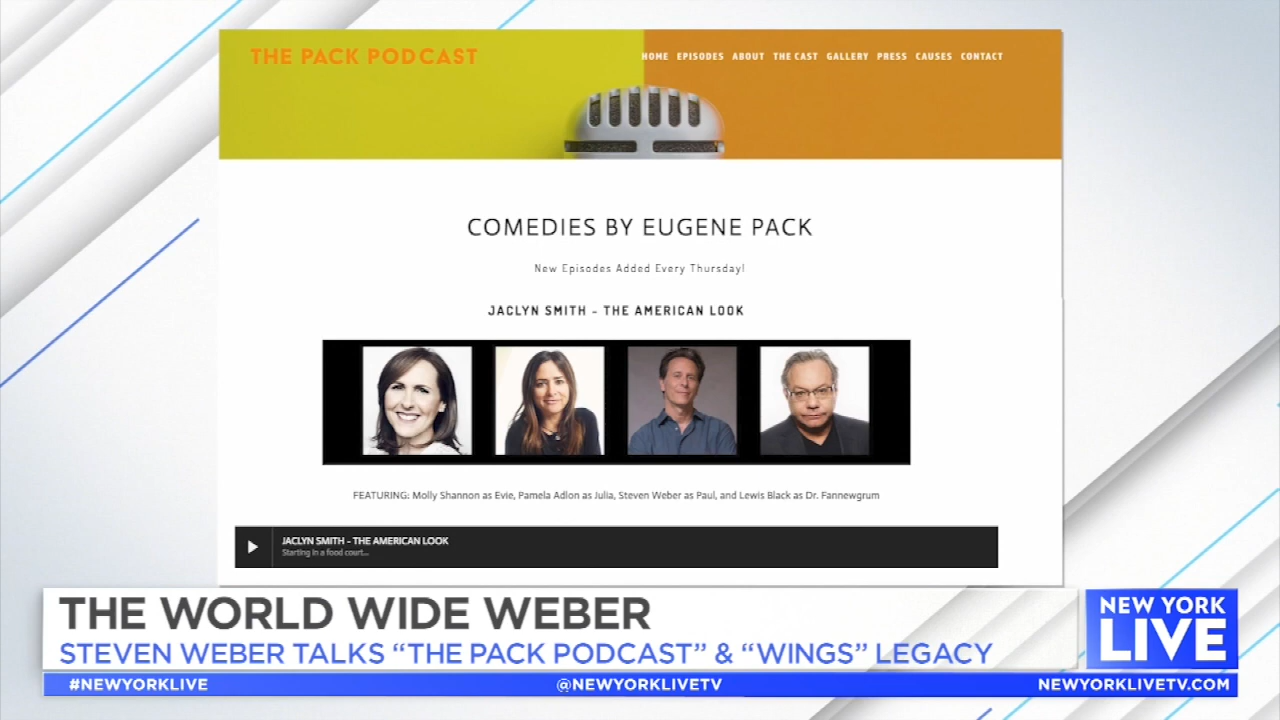 THE PACK PODCAST
HOME EPISODES ABOUT THE CAST GALLERY PRESS CAUSES CONTACT
COMEDIES BY EUGENE PACK
New Episodes Added Every Thursday!
JACLYN SMITH - THE AMERICAN LOOK
FEATURING: Molly Shannon as Evie, Pamela Adlon as Julia, Steven Weber as Paul, and Lewis Black as Dr. Fannewgrum
JACLYN SMITH - THE AMERICAN LOOK
Starting in a food court...
THE WORLD WIDE WEBER
STEVEN WEBER TALKS “THE PACK PODCAST” & “WINGS” LEGACY
NEW YORK
LIVE
#NEWYORKLIVE @NEWYORKLIVETV NEWYORKLIVETV.COM